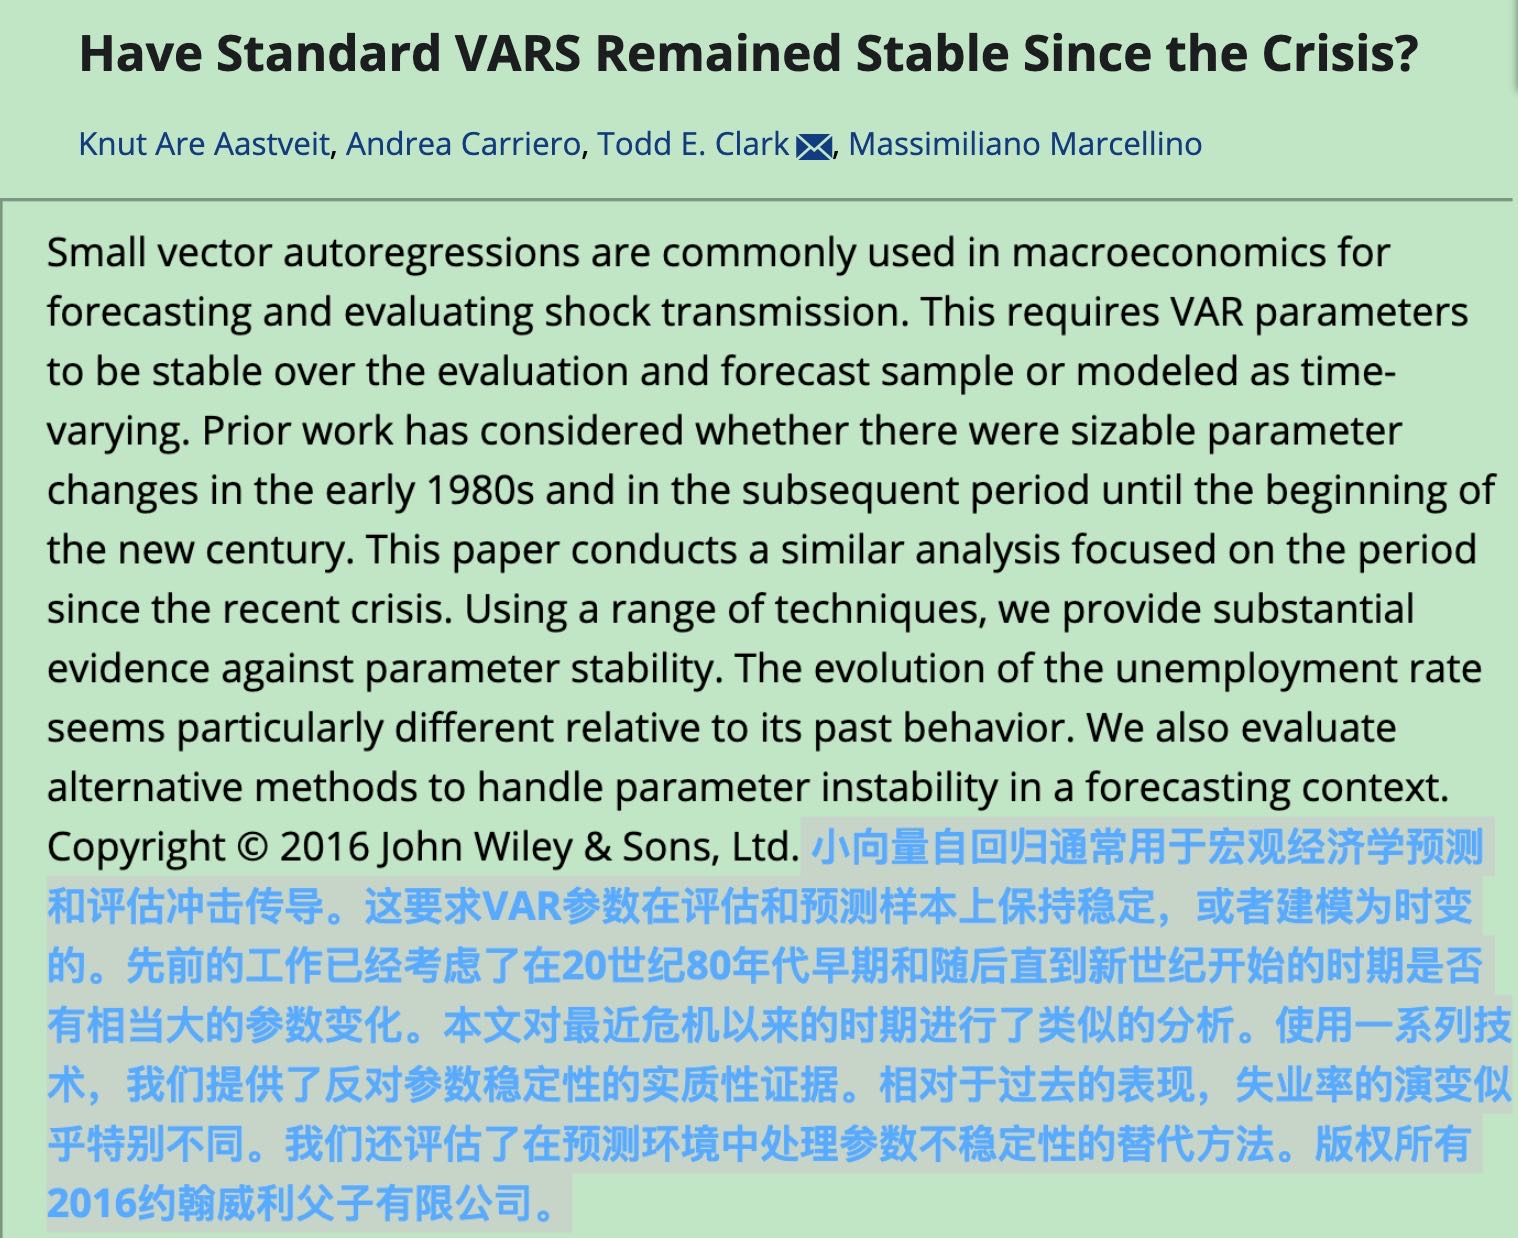 Have Standard VARS Remained Stable Since the Crisis?
Knut Are Aastveit, Andrea Carriero, Todd E. Clark, Massimiliano Marcellino
Small vector autoregressions are commonly used in macroeconomics for
forecasting and evaluating shock transmission. This requires VAR parameters
to be stable over the evaluation and forecast sample or modeled as time-
varying. Prior work has considered whether there were sizable parameter
changes in the early 1980s and in the subsequent period until the beginning of
the new century. This paper conducts a similar analysis focused on the period
since the recent crisis. Using a range of techniques, we provide substantial
evidence against parameter stability. The evolution of the unemployment rate
seems particularly different relative to its past behavior. We also evaluate
alternative methods to handle parameter instability in a forecasting context.
Copyright © 2016 John Wiley & Sons, Ltd. 小向量自回归通常用于宏观经济学预测
和评估冲击传导。这要求VAR参数在评估和预测样本上保持稳定，或者建模为时变
的。先前的工作已经考虑了在20世纪80年代早期和随后直到新世纪开始的时期是否
有相当大的参数变化。本文对最近危机以来的时期进行了类似的分析。使用一系列技
术，我们提供了反对参数稳定性的实质性证据。相对于过去的表现，失业率的演变似
乎特别不同。我们还评估了在预测环境中处理参数不稳定性的替代方法。版权所有
2016约翰威利父子有限公司。